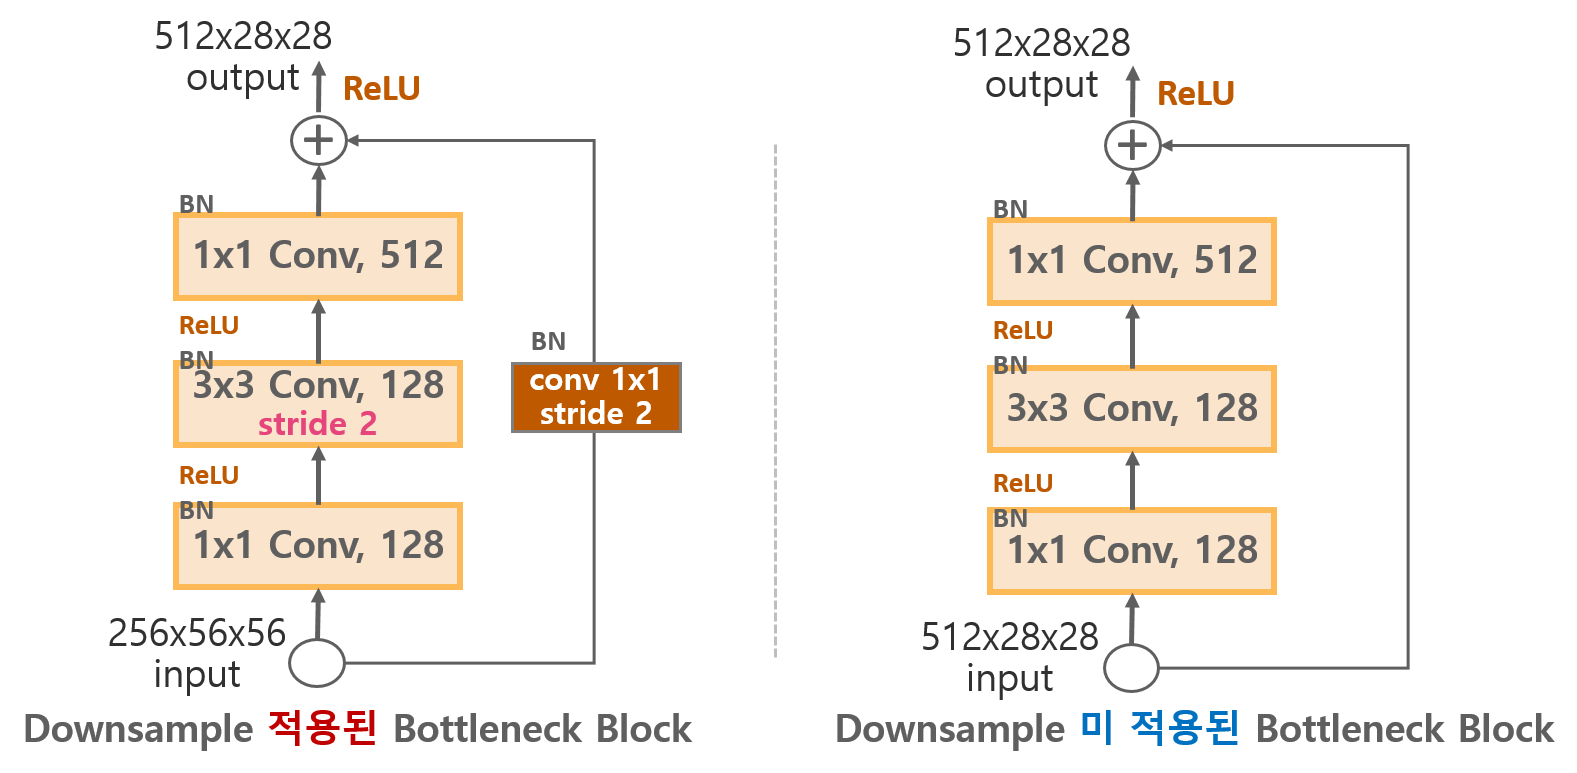 512x28x28
output
ReLU
+
BN
1x1 Conv, 512
ReLU
BN
3x3 Conv, 128
stride 2
BN
conv 1x1
stride 2
ReLU
BN
1x1 Conv, 128
256x56x56
input
Downsample 적용된 Bottleneck Block
512x28x28
output
ReLU
+
BN
1x1 Conv, 512
ReLU
BN
3x3 Conv, 128
ReLU
BN
1x1 Conv, 128
512x28x28
input
Downsample 미 적용된 Bottleneck Block